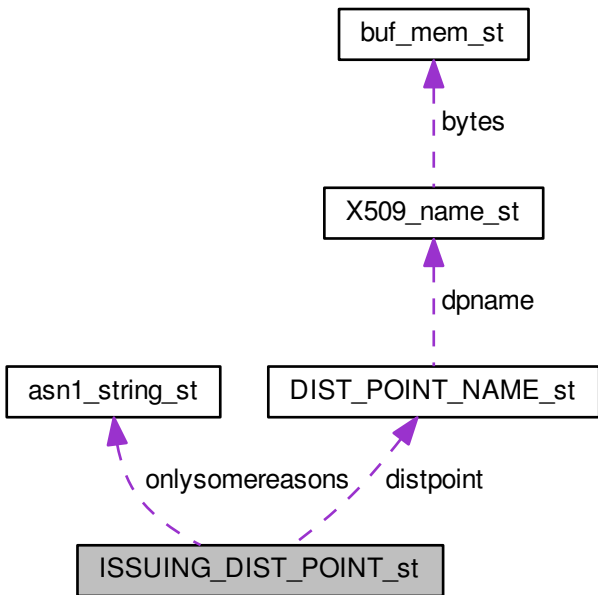 buf_mem_st
bytes
X509_name_st
dpname
asn1_string_st
DIST_POINT_NAME_st
onlysomereasons
distpoint
ISSUING_DIST_POINT_st